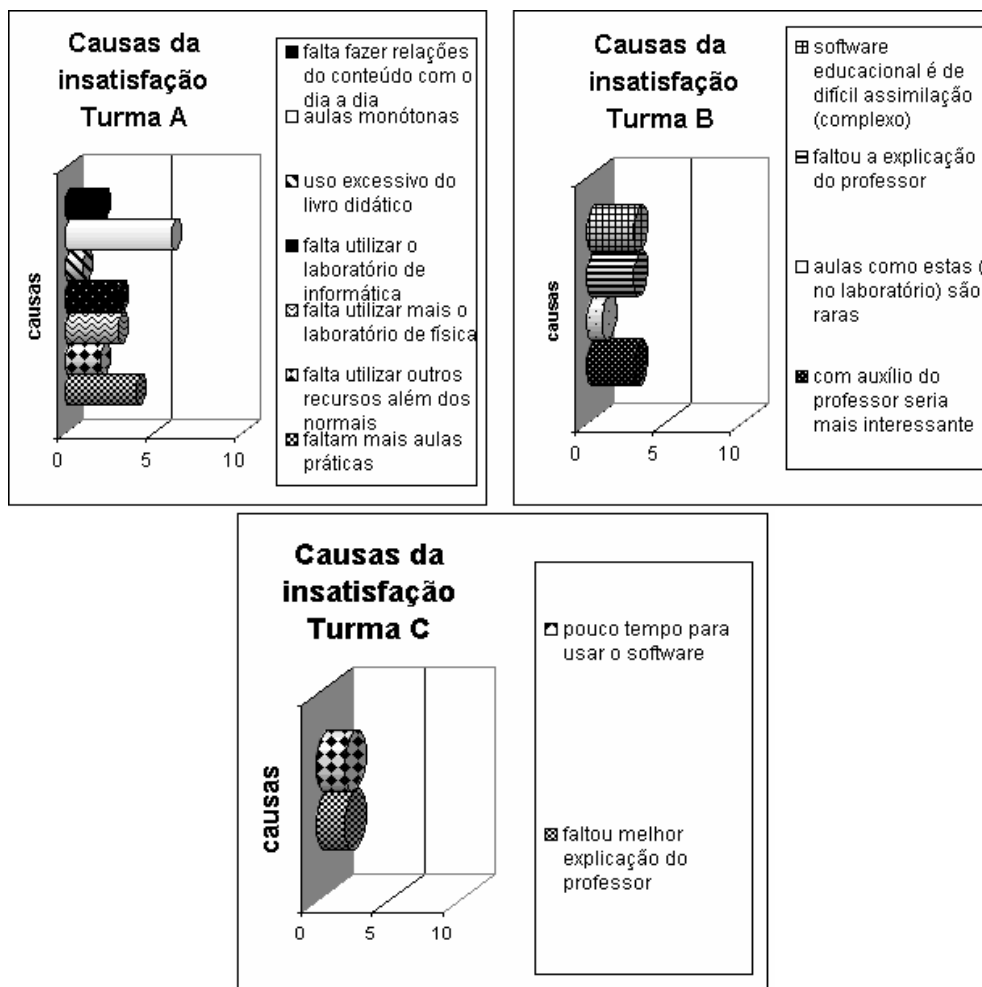 Causas da
insatisfação
Turma A
causas
0
5
10
falta fazer relações
do conteúdo com o
dia a dia
aulas monótonas
uso excessivo do
livro didático
falta utilizar o
laboratório de
informática
falta utilizar mais o
laboratório de física
falta utilizar outros
recursos além dos
normais
faltam mais aulas
práticas
Causas da
insatisfação
Turma B
causas
0
5
10
software
educacional é de
difícil assimilação
(complexo)
faltou a explicação
do professor
aulas como estas (
no laboratório) são
raras
com auxílio do
professor seria
mais interessante
Causas da
insatisfação
Turma C
causas
0
5
10
pouco tempo para
usar o software
faltou melhor
explicação do
professor